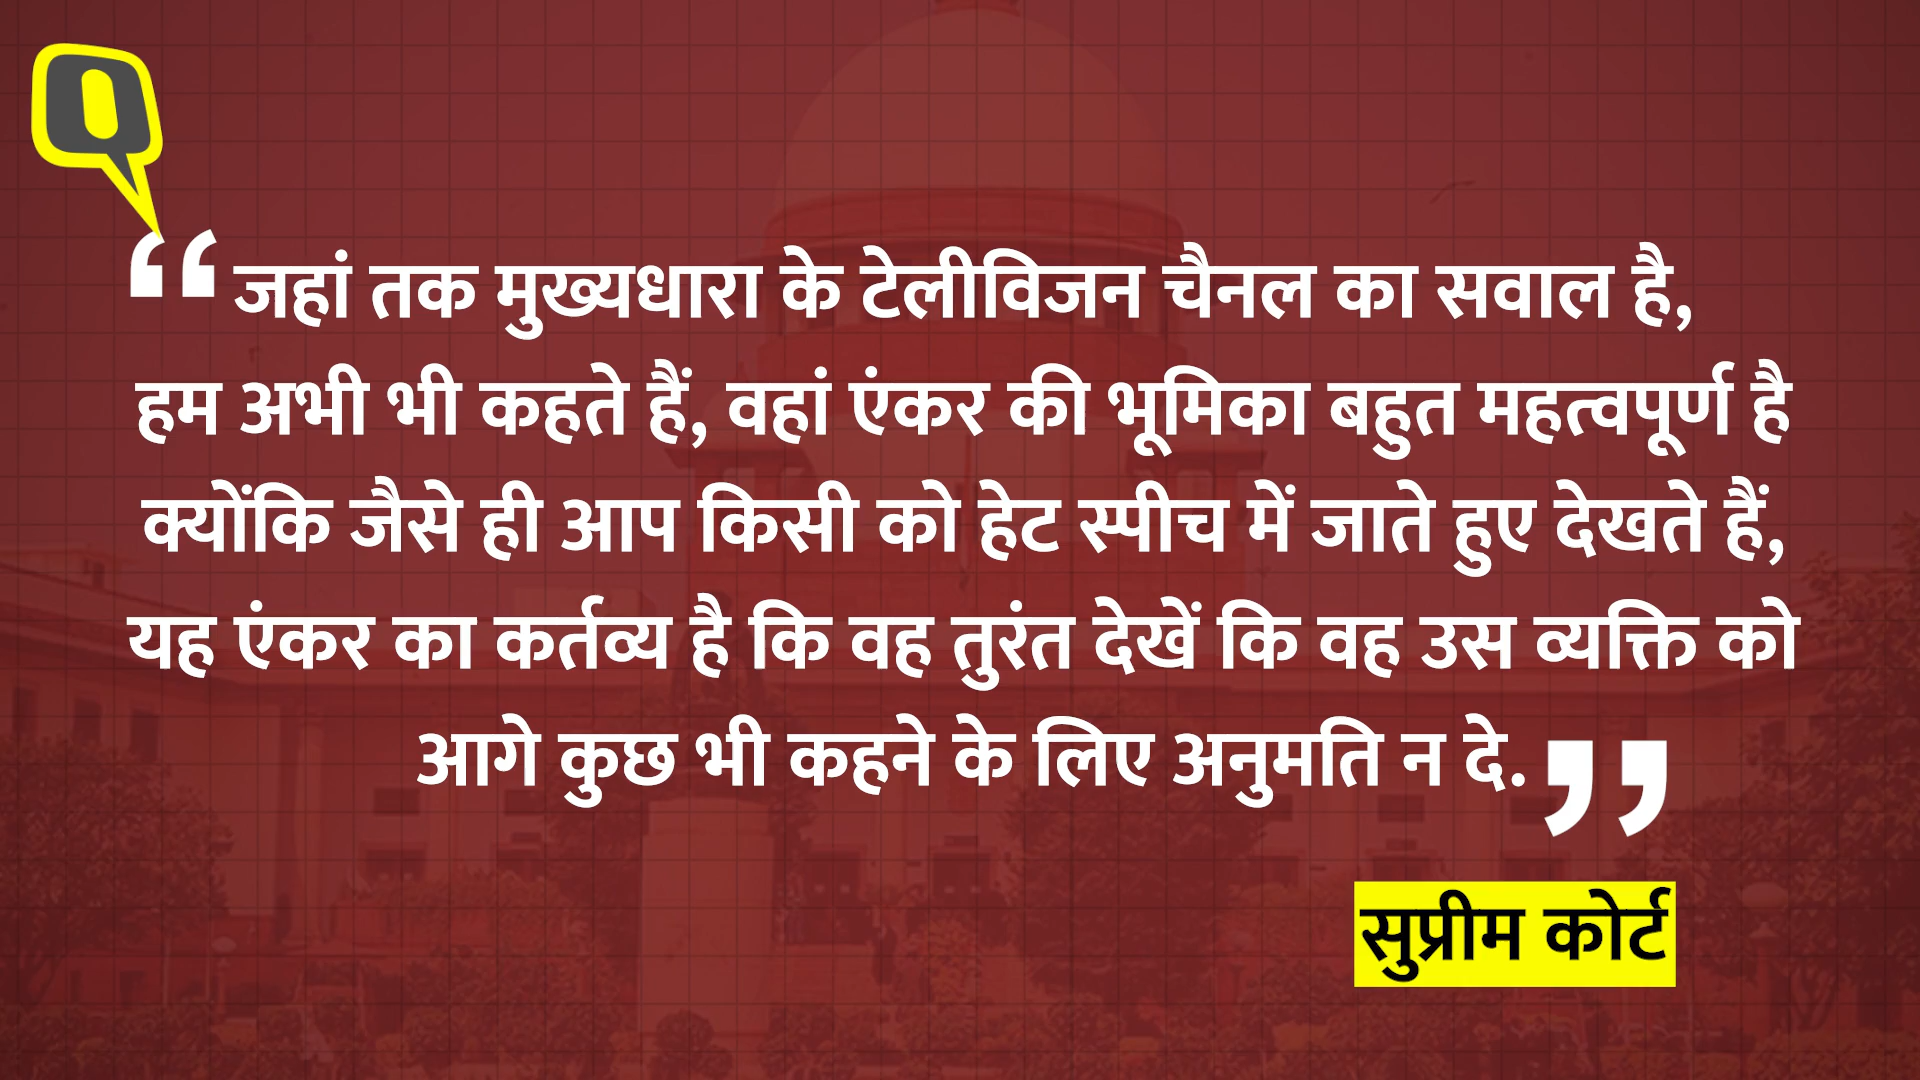 “जहां तक मुख्यधारा के टेलीविजन चैनल का सवाल है,
हम अभी भी कहते हैं, वहां एंकर की भूमिका बहुत महत्वपूर्ण है
क्योंकि जैसे ही आप किसी को हेट स्पीच में जाते हुए देखते हैं,
यह एंकर का कर्तव्य है कि वह तुरंत देखें कि वह उस व्यक्ति को
आगे कुछ भी कहने के लिए अनुमति न दे.”
सुप्रीम कोर्ट